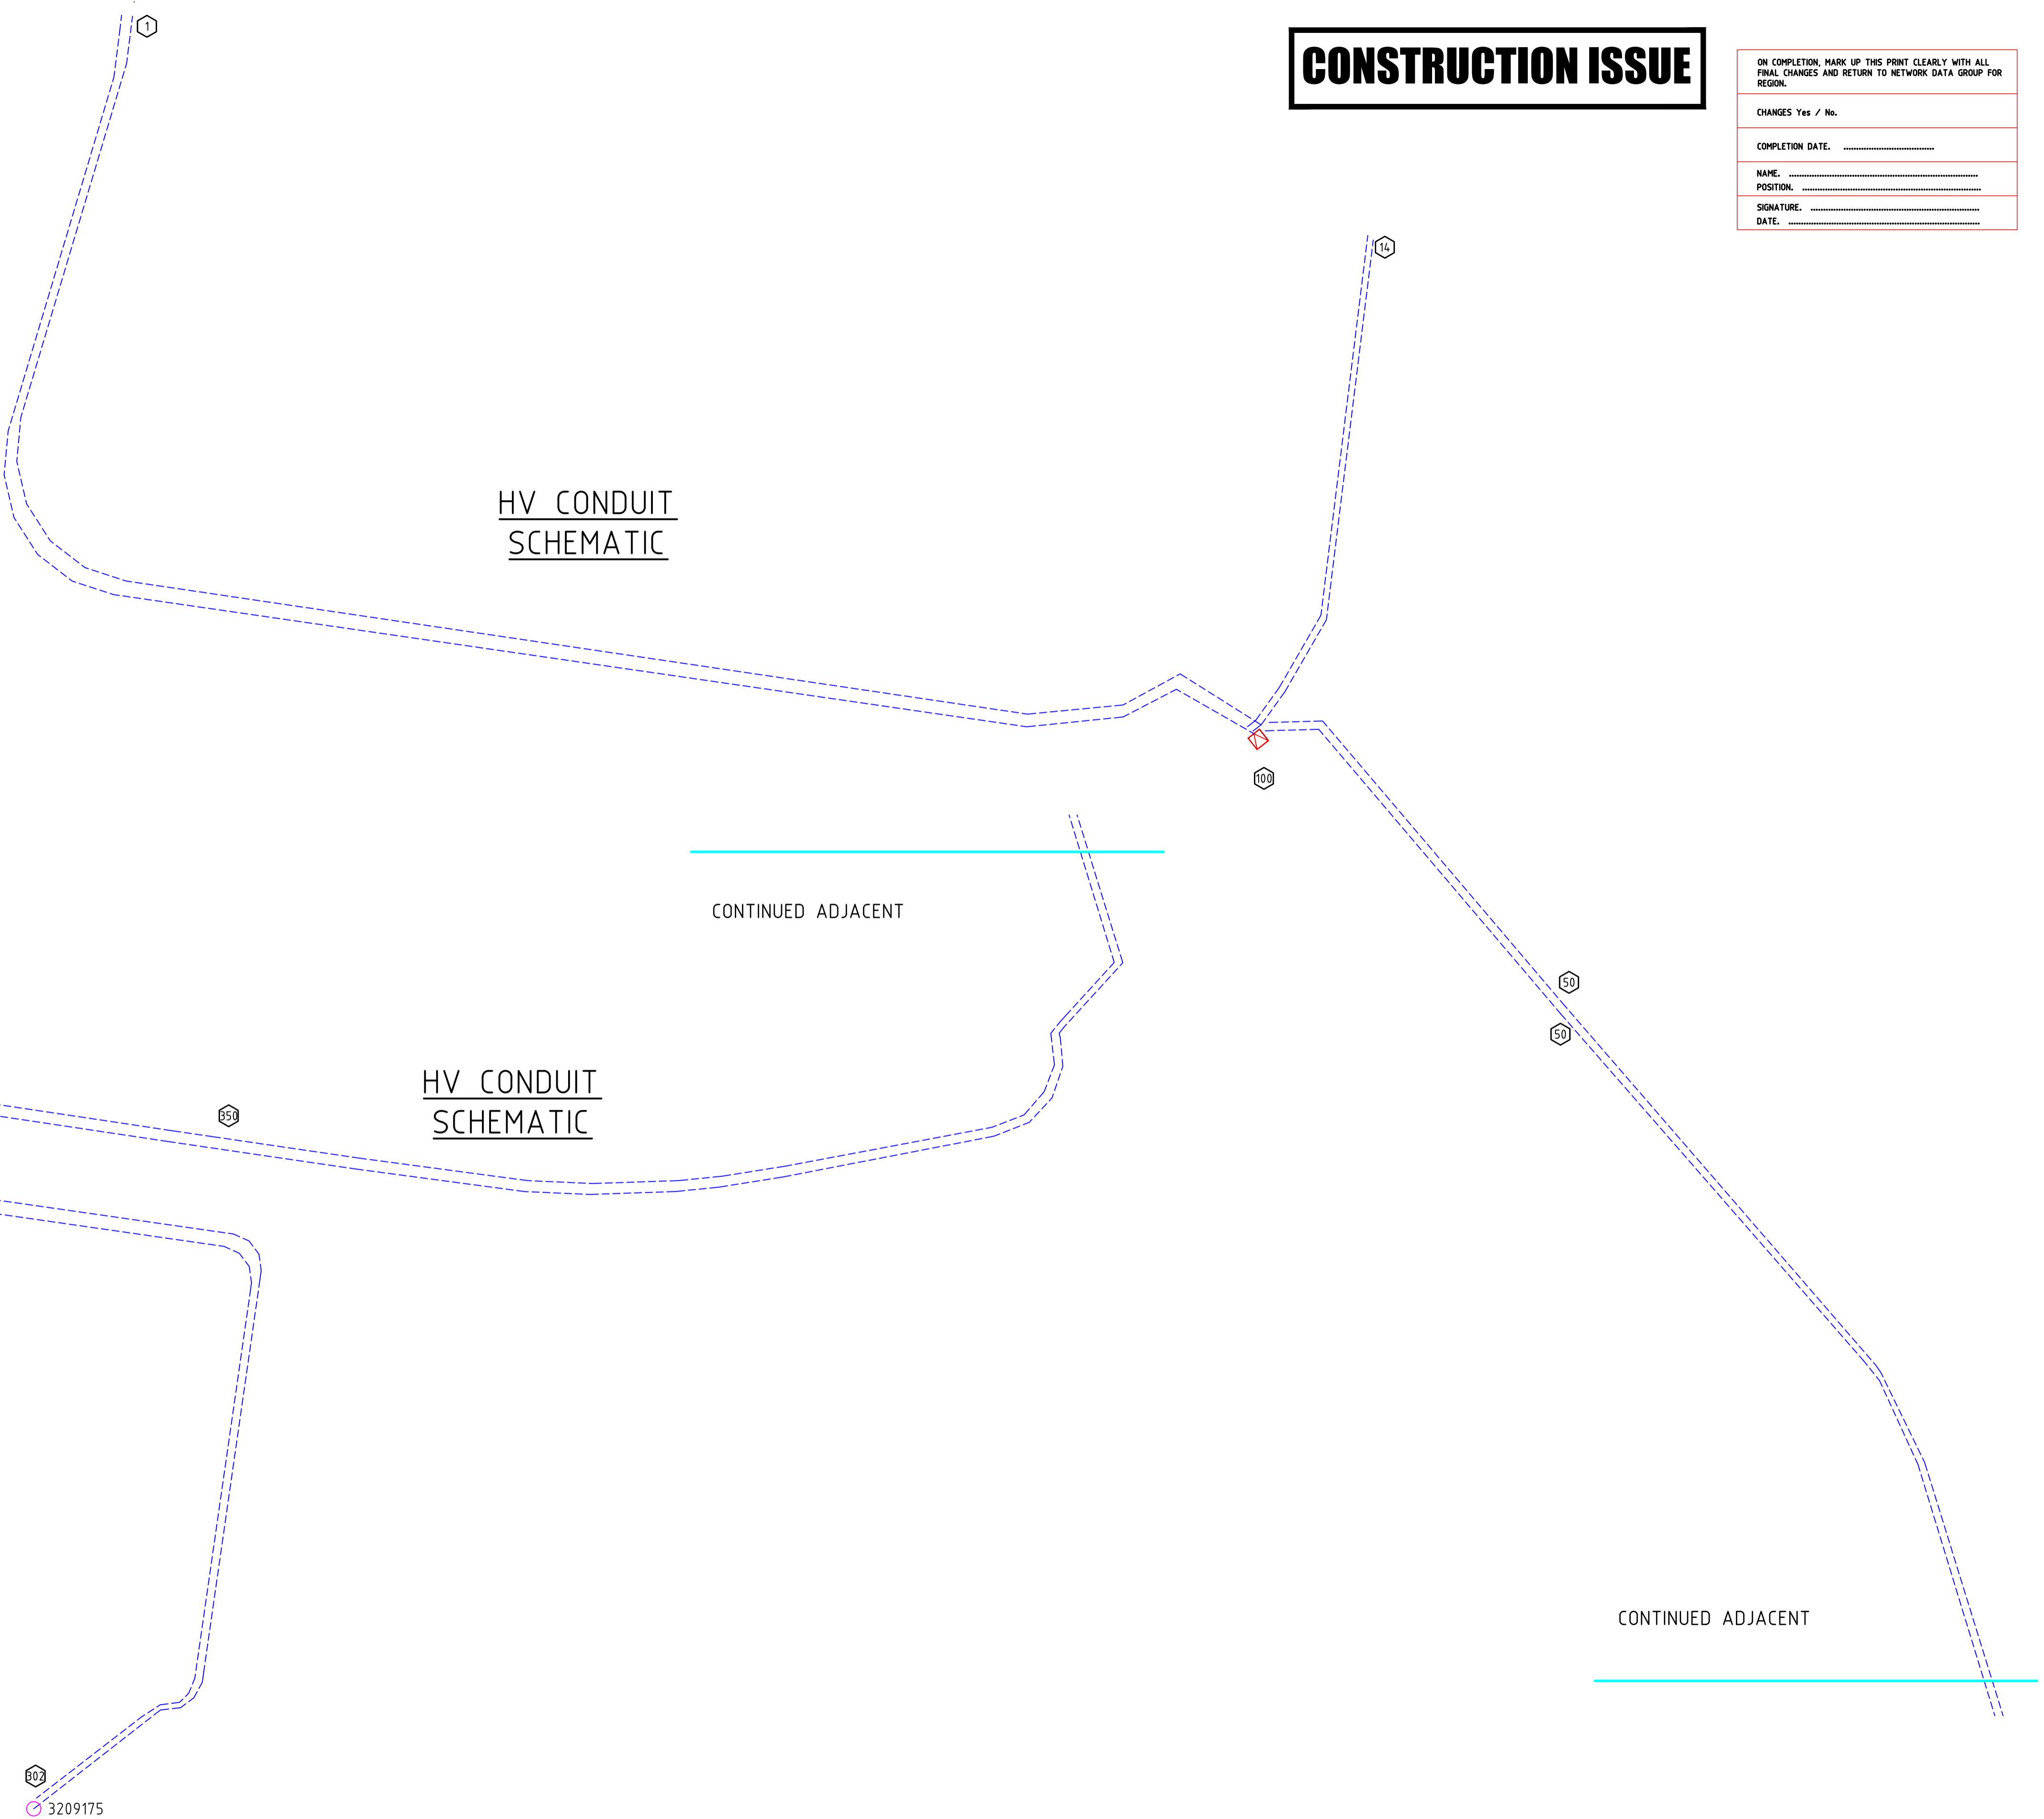 1
CONSTRUCTION ISSUE
ON COMPLETION, MARK UP THIS PRINT CLEARLY WITH ALL
FINAL CHANGES AND RETURN TO NETWORK DATA GROUP FOR
REGION.
CHANGES Yes / No.
COMPLETION DATE. ....................................
NAME. ............................................................................
POSITION. ........................................................................
SIGNATURE. ....................................................................
DATE. .............................................................................
14
HV CONDUIT
SCHEMATIC
100
CONTINUED ADJACENT
50
50
HV CONDUIT
SCHEMATIC
350
CONTINUED ADJACENT
302
3209175